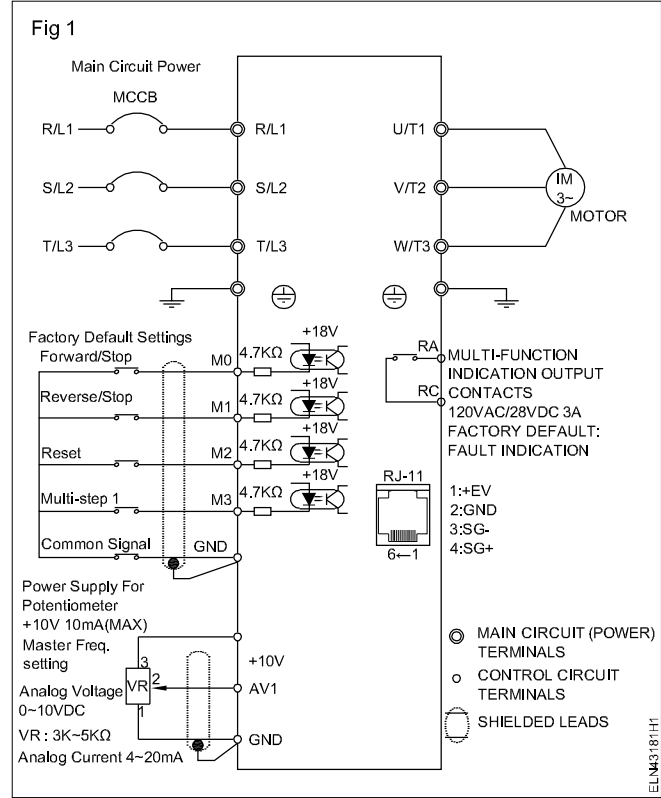 Fig 1
Main Circuit Power
MCCB
R/L1 R/L1 U/T1
S/L2 S/L2 V/T2
IM
3~
MOTOR
T/L3 T/L3 W/T3
Factory Default Settings
Forward/Stop
M0 4.7KΩ +18V
Reverse/Stop
M1 4.7KΩ +18V
Reset
M2 4.7KΩ +18V
Multi-step 1
M3 4.7KΩ +18V
Common Signal GND
RA
RC
MULTI-FUNCTION
INDICATION OUTPUT
CONTACTS
120VAC/28VDC 3A
FACTORY DEFAULT:
FAULT INDICATION
RJ-11
6←1
1:+EV
2:GND
3:SG-
4:SG+
Power Supply For
Potentiometer
+10V 10mA(MAX)
Master Freq.
setting
3
VR 2
1
Analog Voltage
0~10VDC
VR : 3K~5KΩ
Analog Current 4~20mA
+10V
AV1
GND
MAIN CIRCUIT (POWER)
TERMINALS
CONTROL CIRCUIT
TERMINALS
SHIELDED LEADS
ELN43181H1